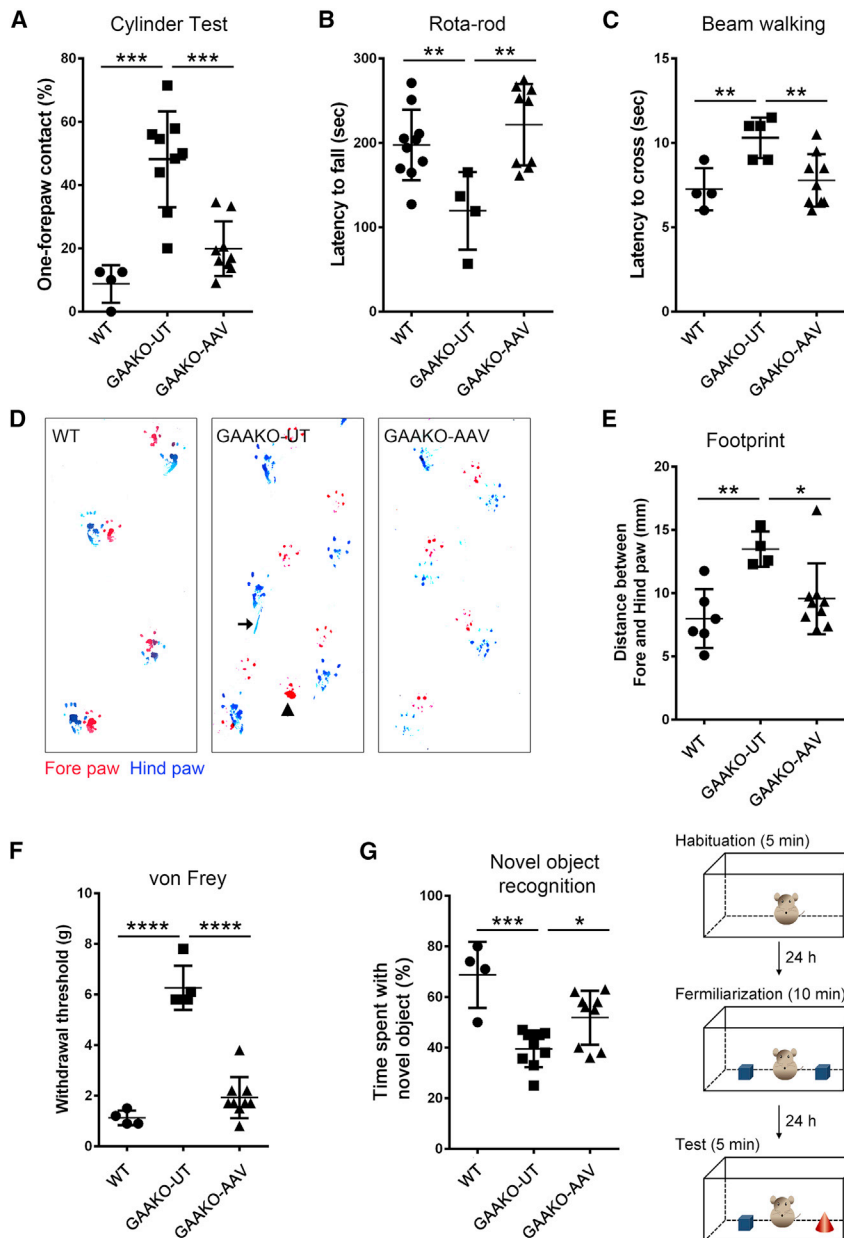 A
Cylinder Test
One-forepaw contact (%)
80
60
40
20
0
***
***
WT
GAAKO-UT
GAAKO-AAV
B
Rota-rod
Latency to fall (sec)
300
200
100
0
**
**
WT
GAAKO-UT
GAAKO-AAV
C
Beam walking
Latency to cross (sec)
15
10
5
0
**
**
WT
GAAKO-UT
GAAKO-AAV
D
WT
GAAKO-UT
GAAKO-AAV
Fore paw Hind paw
E
Footprint
Distance between
Fore and Hind paw (mm)
20
15
10
5
0
**
*
WT
GAAKO-UT
GAAKO-AAV
F
von Frey
Withdrawal threshold (g)
10
8
6
4
2
0
****
****
WT
GAAKO-UT
GAAKO-AAV
G
Novel object
recognition
Time spent with
novel object (%)
100
80
60
40
20
0
***
*
WT
GAAKO-UT
GAAKO-AAV
Habituation (5 min)
24 h
Fermiliarization (10 min)
24 h
Test (5 min)